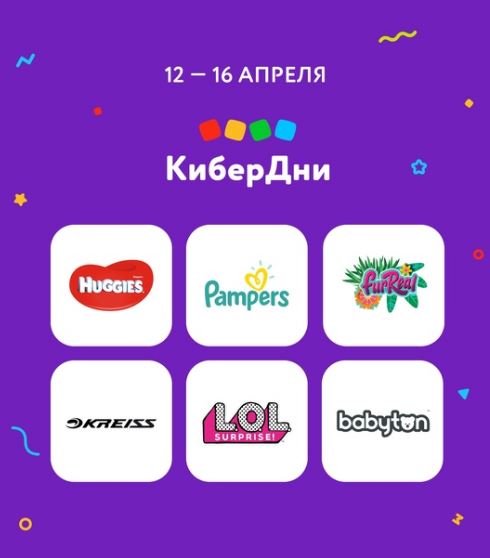 12 — 16 АПРЕЛЯ
КиберДни
HUGGIES
Pampers
furReal
KREISS
L.O.L.
SURPRISE!
babyton